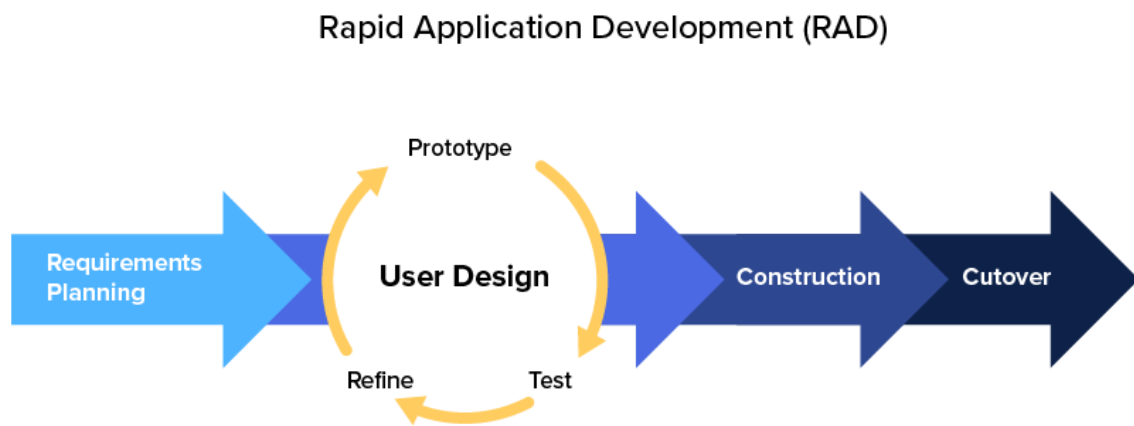 Rapid Application Development (RAD)
Prototype
Requirements
Planning
User Design
Construction
Cutover
Refine
Test